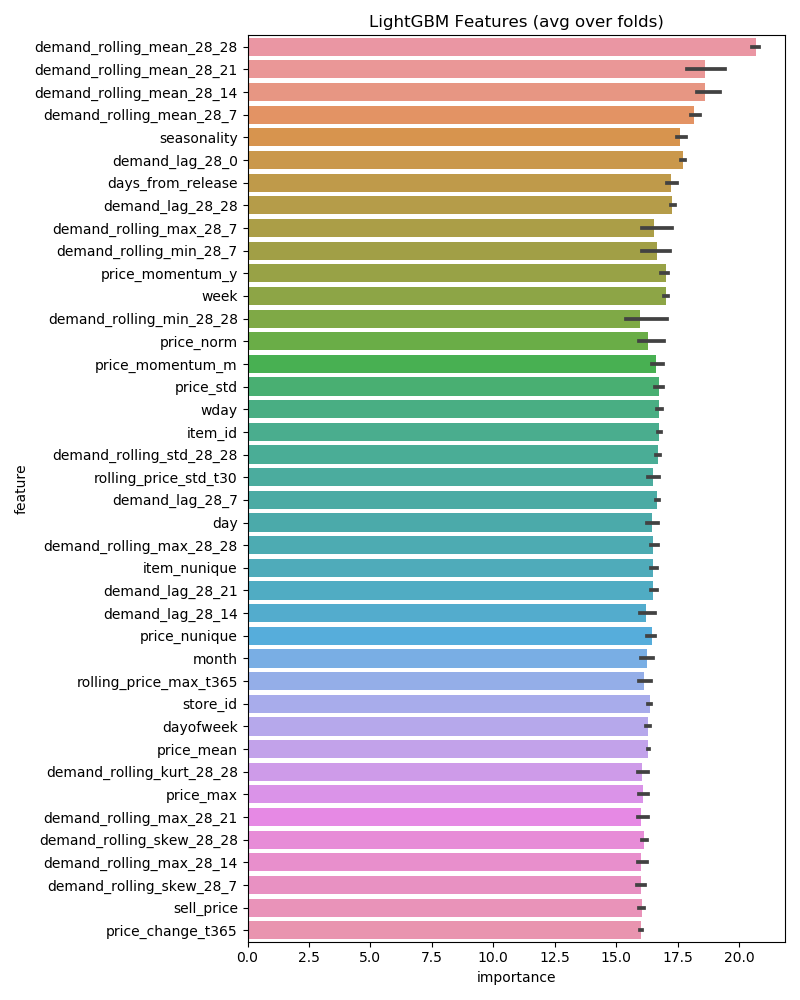 LightGBM Features (avg over folds)
demand_rolling_mean_28_28
demand_rolling_mean_28_21
demand_rolling_mean_28_14
demand_rolling_mean_28_7
seasonality
demand_lag_28_0
days_from_release
demand_lag_28_28
demand_rolling_max_28_7
demand_rolling_min_28_7
price_momentum_y
week
demand_rolling_min_28_28
price_norm
price_momentum_m
price_std
wday
item_id
demand_rolling_std_28_28
rolling_price_std_t30
demand_lag_28_7
day
demand_rolling_max_28_28
item_nunique
demand_lag_28_21
demand_lag_28_14
price_nunique
month
rolling_price_max_t365
store_id
dayofweek
price_mean
demand_rolling_kurt_28_28
price_max
demand_rolling_max_28_21
demand_rolling_skew_28_28
demand_rolling_max_28_14
demand_rolling_skew_28_7
sell_price
price_change_t365
feature
0.0 2.5 5.0 7.5 10.0 12.5 15.0 17.5 20.0
importance